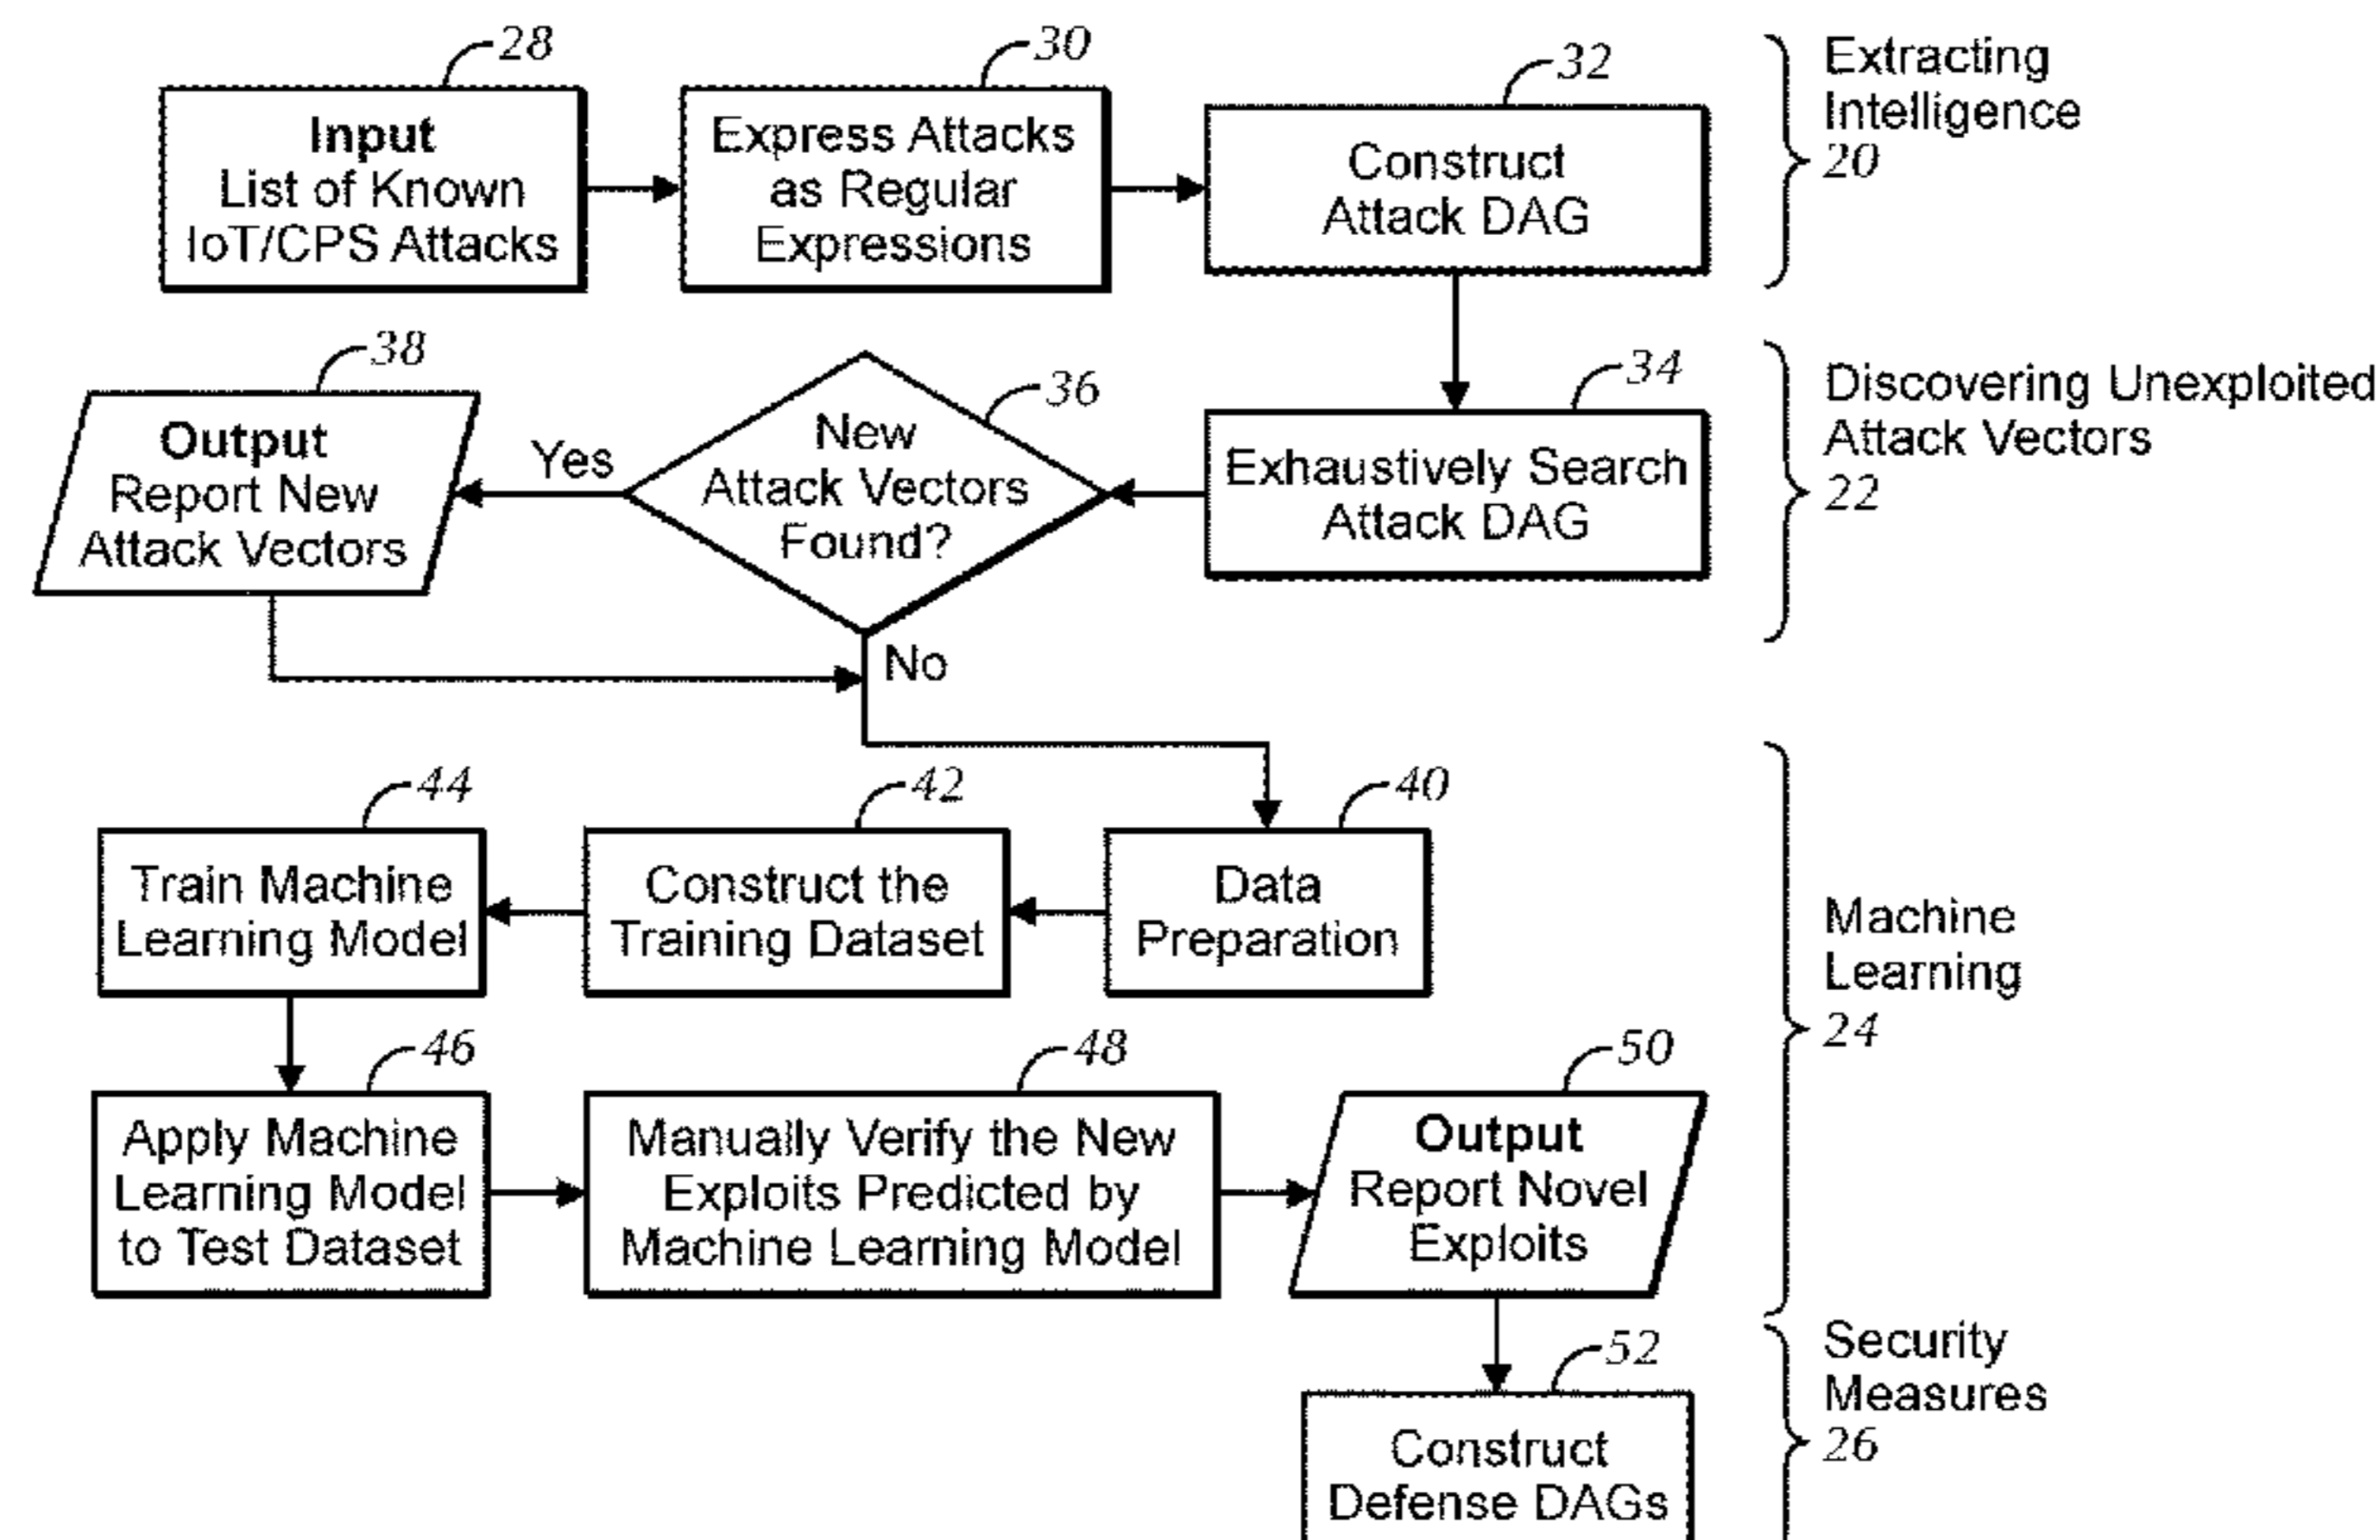 28
Input
List of Known
IoT/CPS Attacks
30
Express Attacks
as Regular
Expressions
32
Construct
Attack DAG
Extracting
Intelligence
20
38
Output
Report New
Attack Vectors
Yes
36
New
Attack Vectors
Found?
No
34
Exhaustively Search
Attack DAG
Discovering Unexploited
Attack Vectors
22
44
Train Machine
Learning Model
42
Construct the
Training Dataset
40
Data
Preparation
Machine
Learning
24
46
Apply Machine
Learning Model
to Test Dataset
48
Manually Verify the New
Exploits Predicted by
Machine Learning Model
50
Output
Report Novel
Exploits
52
Construct
Defense DAGs
Security
Measures
26